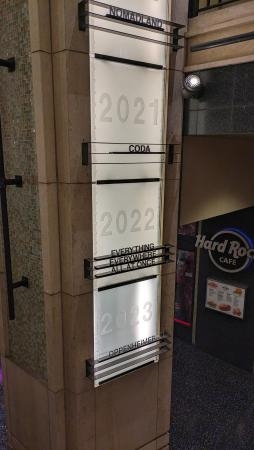 NOMADLAND
2021
CODA
2022
EVERYTHING
EVERYWHERE
ALL AT ONCE
2023
OPPENHEIMER
Hard Rock
CAFE